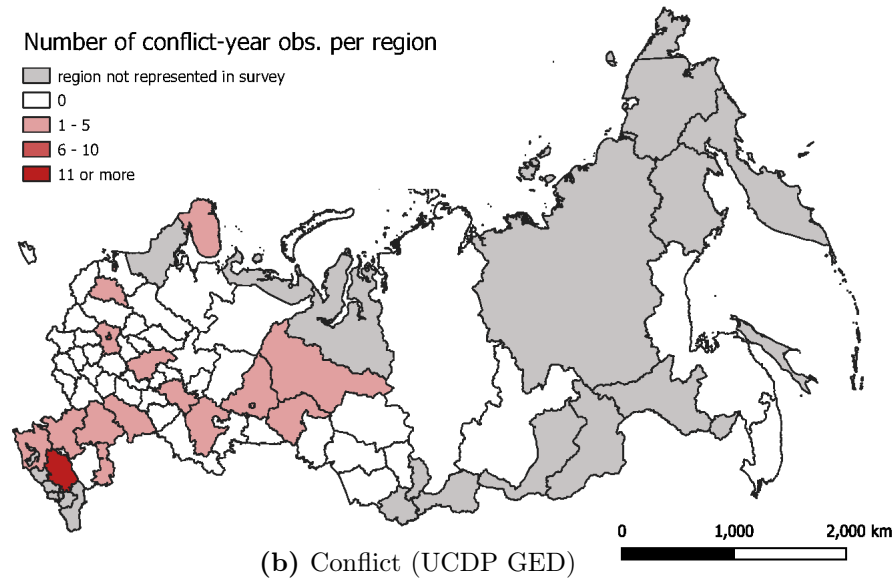 Number of conflict-year obs. per region
region not represented in survey
0
1 - 5
6 - 10
11 or more
0 1,000 2,000 km
(b) Conflict (UCDP GED)